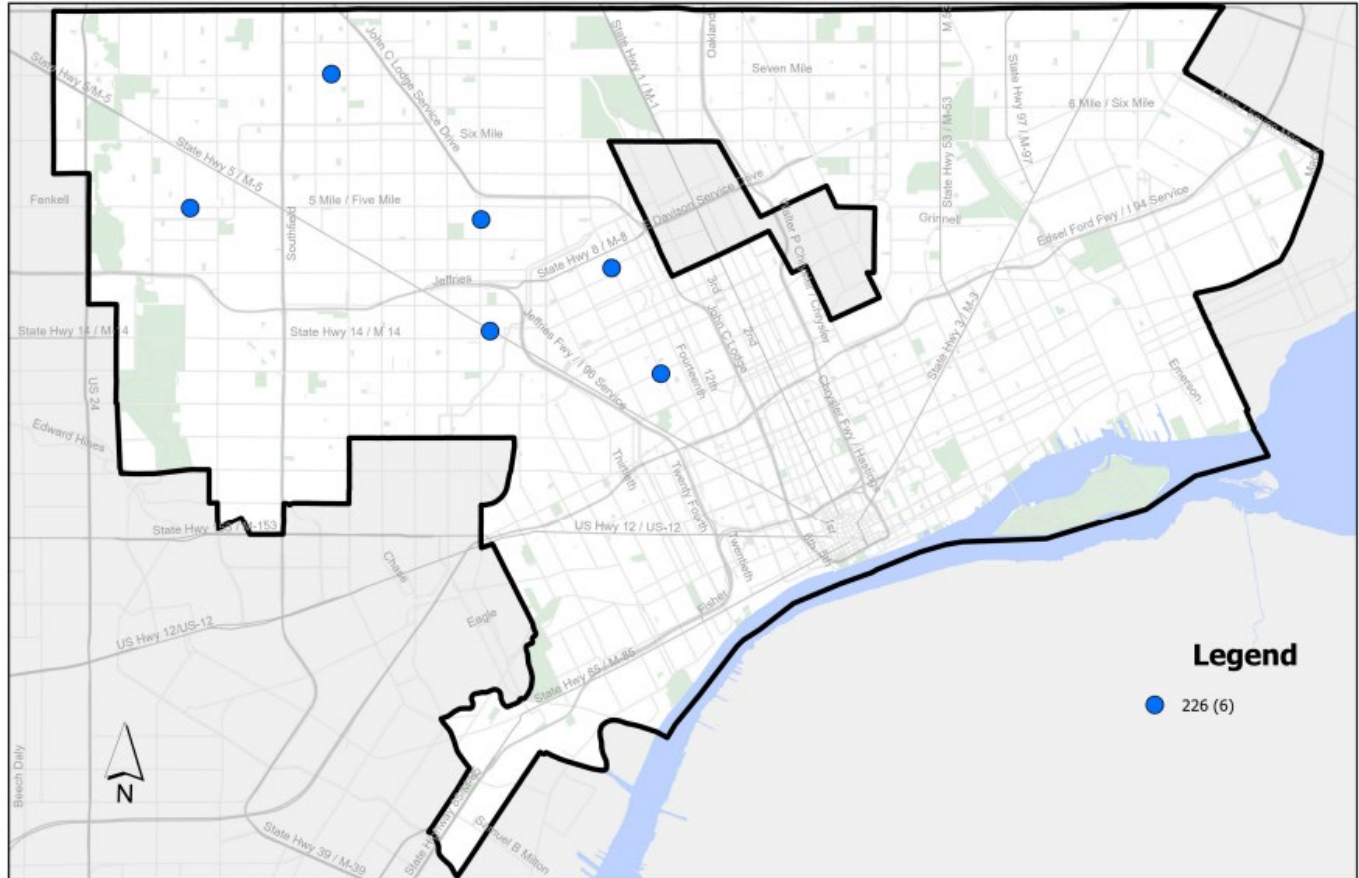 State Hwy 5/M-5
John C Lodge Service Drive
State Hwy 1 / M-1
Oakland
Seven Mile
State Hwy 97 / M-97
6 Mile / Six Mile
Six Mile
State Hwy 5 / M-5
State Hwy 53 / M-53
Fenkell
5 Mile / Five Mile
Southfield
Davison Service Drive
Grinnell
Edsel Ford Fwy / I 94 Service
State Hwy 8 / M-8
Jeffries
State Hwy 14 / M 14
State Hwy 14 / M 14
Jeffries Fwy / I 96 Service
3rd
John C Lodge
2nd
State Hwy 3 / M-3
Fourteenth
12th
US 24
Emerson
Edward Hines
Chrysler Fwy / Hastings
Thirtieth
Twenty Fourth
US Hwy 12 / US-12
1st
5th
Twentieth
Chase
Eagle
Fisher
US Hwy 12/US-12
State Hwy 85 / M-85
Legend
226 (6)
N
Beech Daly
State Hwy 39 / M-39
Samuel B Milton